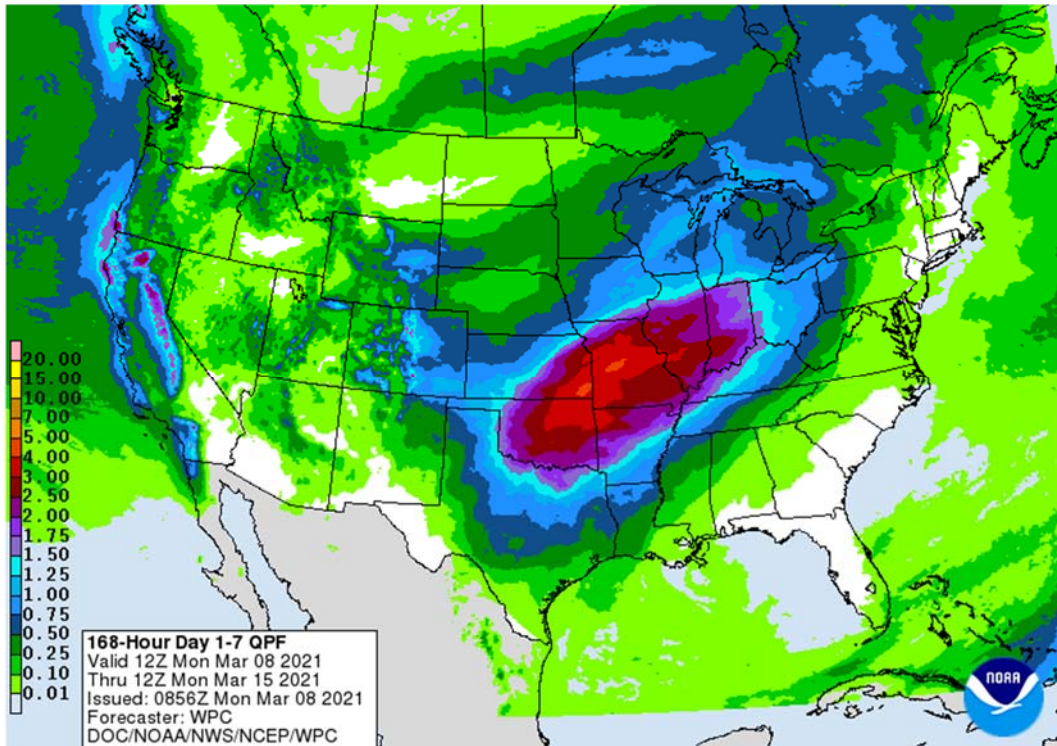 20.00
15.00
10.00
7.00
5.00
4.00
3.00
2.50
2.00
1.75
1.50
1.25
1.00
0.75
0.50
0.25
0.10
0.01
168-Hour Day 1-7 QPF
Valid 12Z Mon Mar 08 2021
Thru 12Z Mon Mar 15 2021
Issued: 0856Z Mon Mar 08 2021
Forecaster: WPC
DOC/NOAA/NWS/NCEP/WPC
NOAA